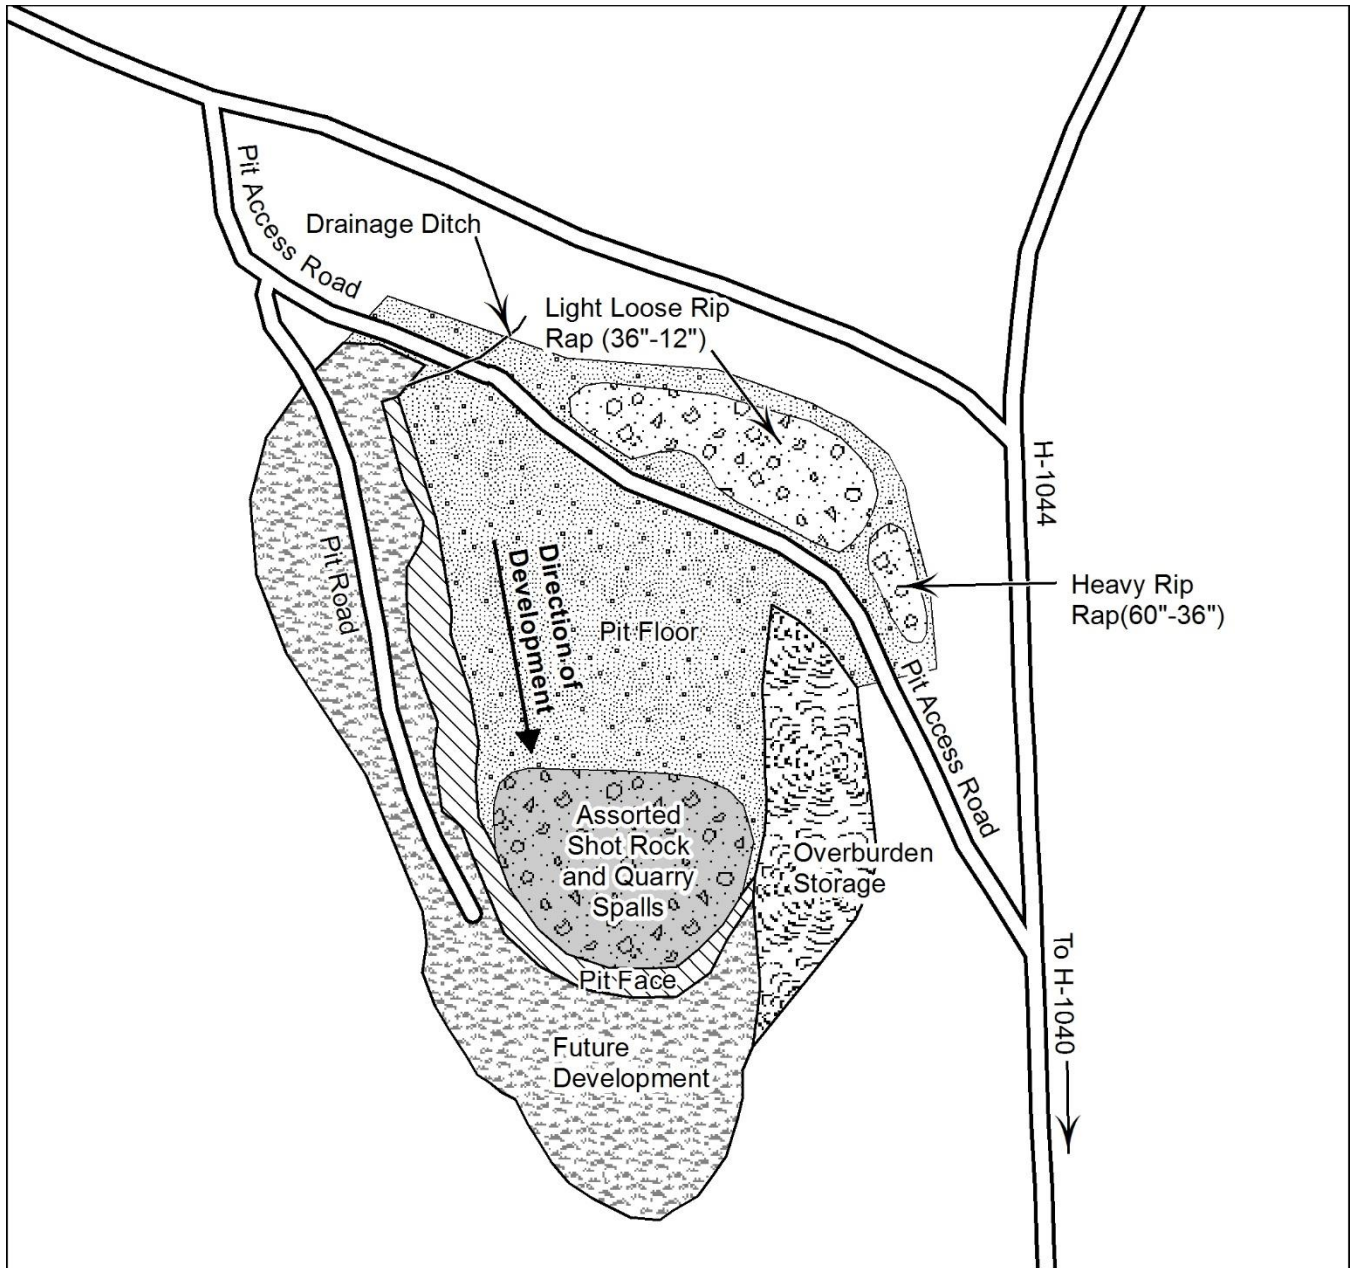 Pit Access Road
Drainage Ditch
Light Loose Rip
Rap (36"-12")
H-1044
Heavy Rip
Rap(60"-36")
Pit Road
Direction of
Development
Pit Floor
Pit Access Road
Assorted
Shot Rock
and Quarry
Spalls
Overburden
Storage
Pit Face
To H-1040
Future
Development